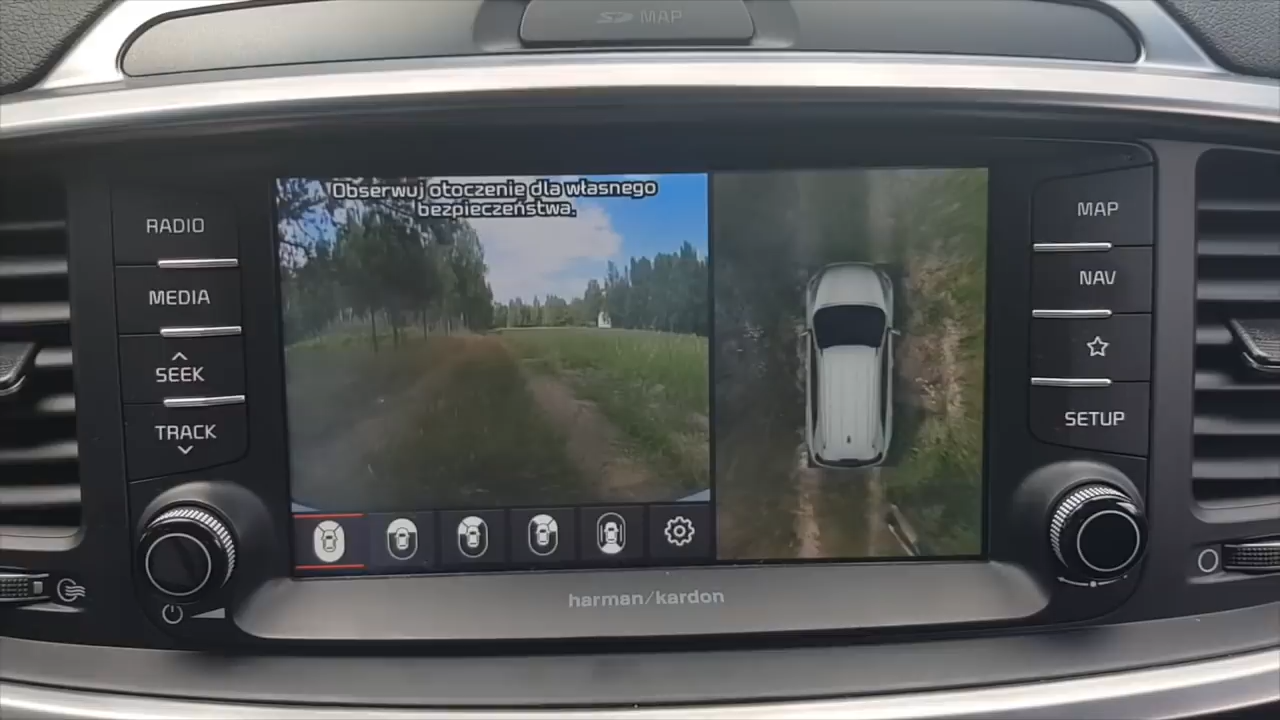 SD MAP
Obserwuj otoczenie dla własnego
bezpieczeństwa.
RADIO
MEDIA
SEEK
TRACK
MAP
NAV
SETUP
harman/kardon